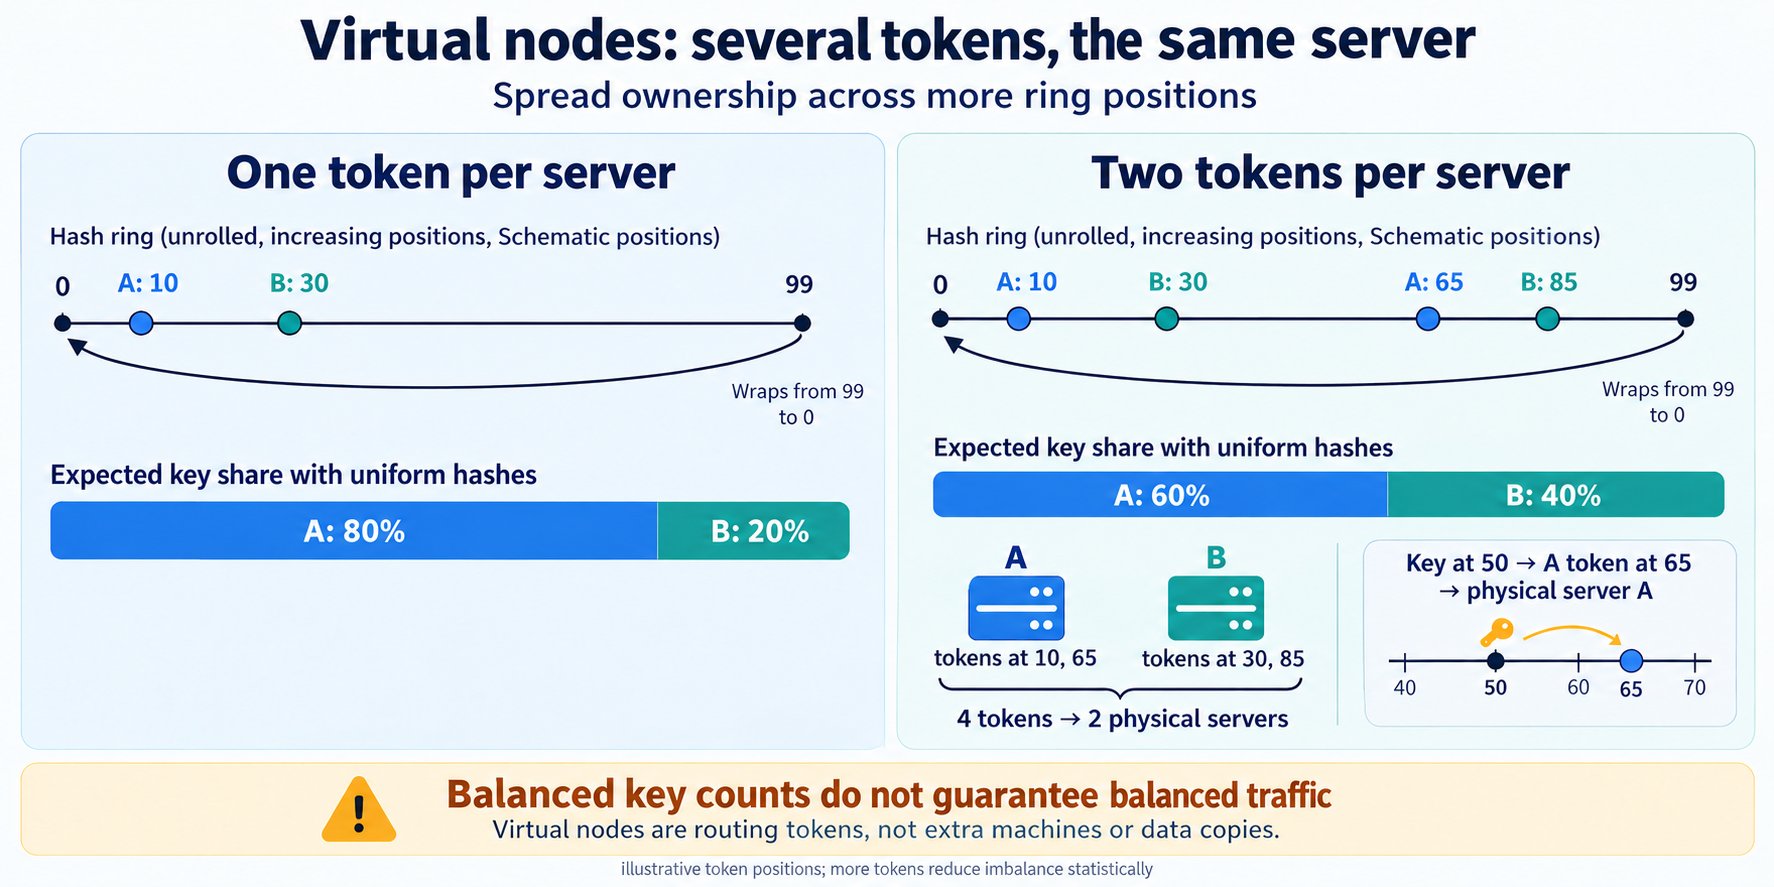 Virtual nodes: several tokens, the same server
Spread ownership across more ring positions
One token per server
Hash ring (unrolled, increasing positions, Schematic positions)
0
A: 10
B: 30
99
Wraps from 99
to 0
Expected key share with uniform hashes
A: 80%
B: 20%
Two tokens per server
Hash ring (unrolled, increasing positions, Schematic positions)
0
A: 10
B: 30
A: 65
B: 85
99
Wraps from 99
to 0
Expected key share with uniform hashes
A: 60%
B: 40%
A
B
tokens at 10, 65
tokens at 30, 85
4 tokens → 2 physical servers
Key at 50 → A token at 65
→ physical server A
40
50
60
65
70
Balanced key counts do not guarantee balanced traffic
Virtual nodes are routing tokens, not extra machines or data copies.
illustrative token positions; more tokens reduce imbalance statistically